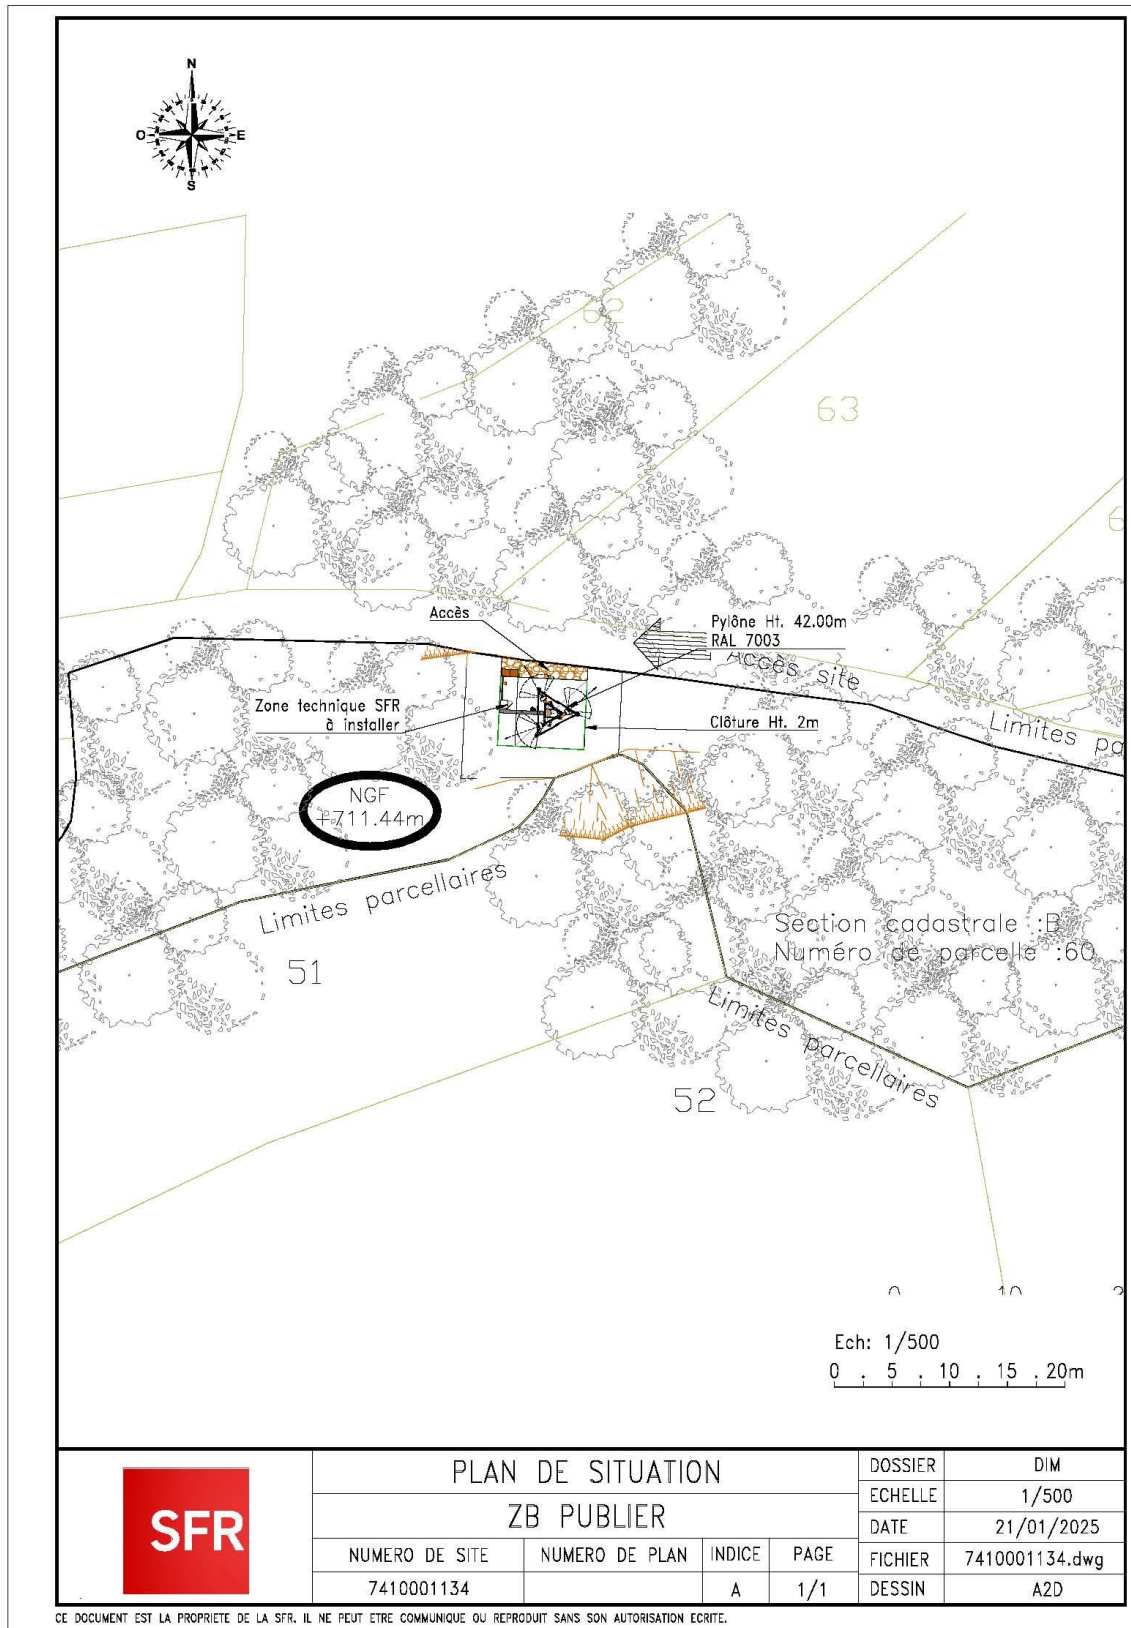 N
O
E
S
62
63
Accès
Pylône Ht. 42.00m
RAL 7003
Accès site
Zone technique SFR
à installer
Clôture Ht. 2m
Limites
NGF
+711.44m
Limites parcellaires
Section cadastrale :B
Numéro de parcelle :60
51
Limites parcellaires
52
0 10
Ech: 1/500
0 . 5 . 10 . 15 . 20m
SFR
PLAN DE SITUATION
ZB PUBLIER
NUMERO DE SITE NUMERO DE PLAN INDICE PAGE
7410001134 A 1/1
DOSSIER DIM
ECHELLE 1/500
DATE 21/01/2025
FICHIER 7410001134.dwg
DESSIN A2D
CE DOCUMENT EST LA PROPRIETE DE LA SFR. IL NE PEUT ETRE COMMUNIQUE OU REPRODUIT SANS SON AUTORISATION ECRITE.